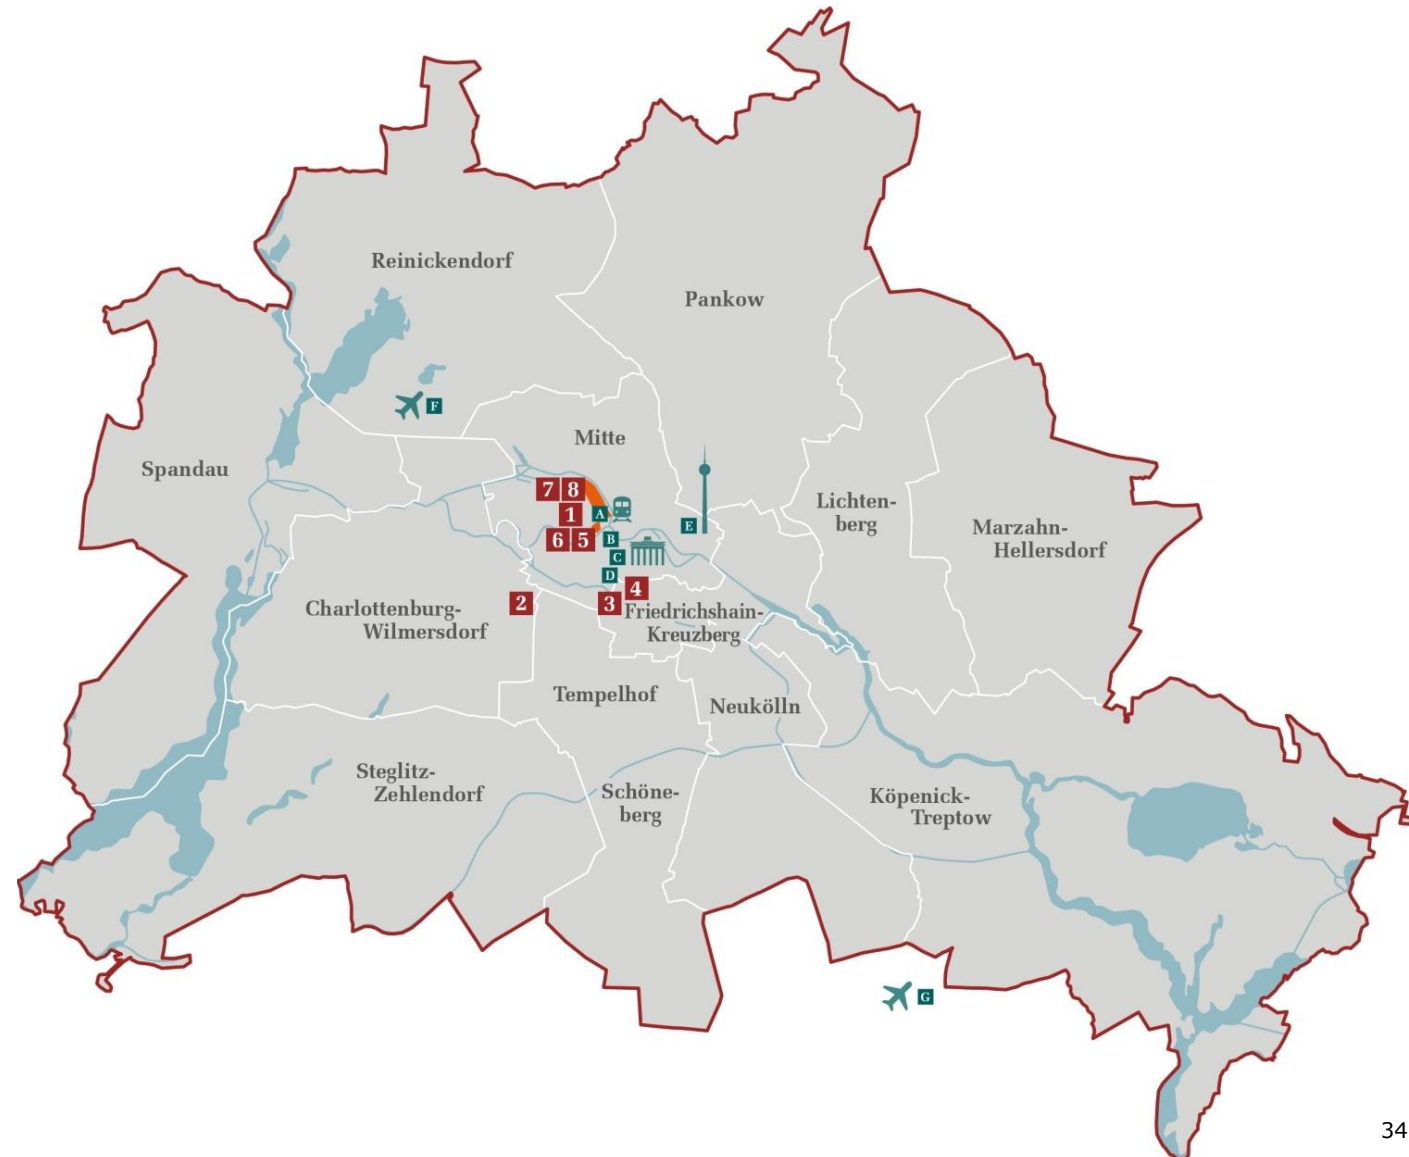 Reinickendorf
Pankow
F
Mitte
Spandau
7 8
1 A
E
Lichten-
berg
Marzahn-
Hellersdorf
6 5 B
C
D
4
2
3
Charlottenburg-
Wilmersdorf
Friedrichshain-
Kreuzberg
Tempelhof
Neukölln
Steglitz-
Zehlendorf
Schöne-
berg
Köpenick-
Treptow
G
34